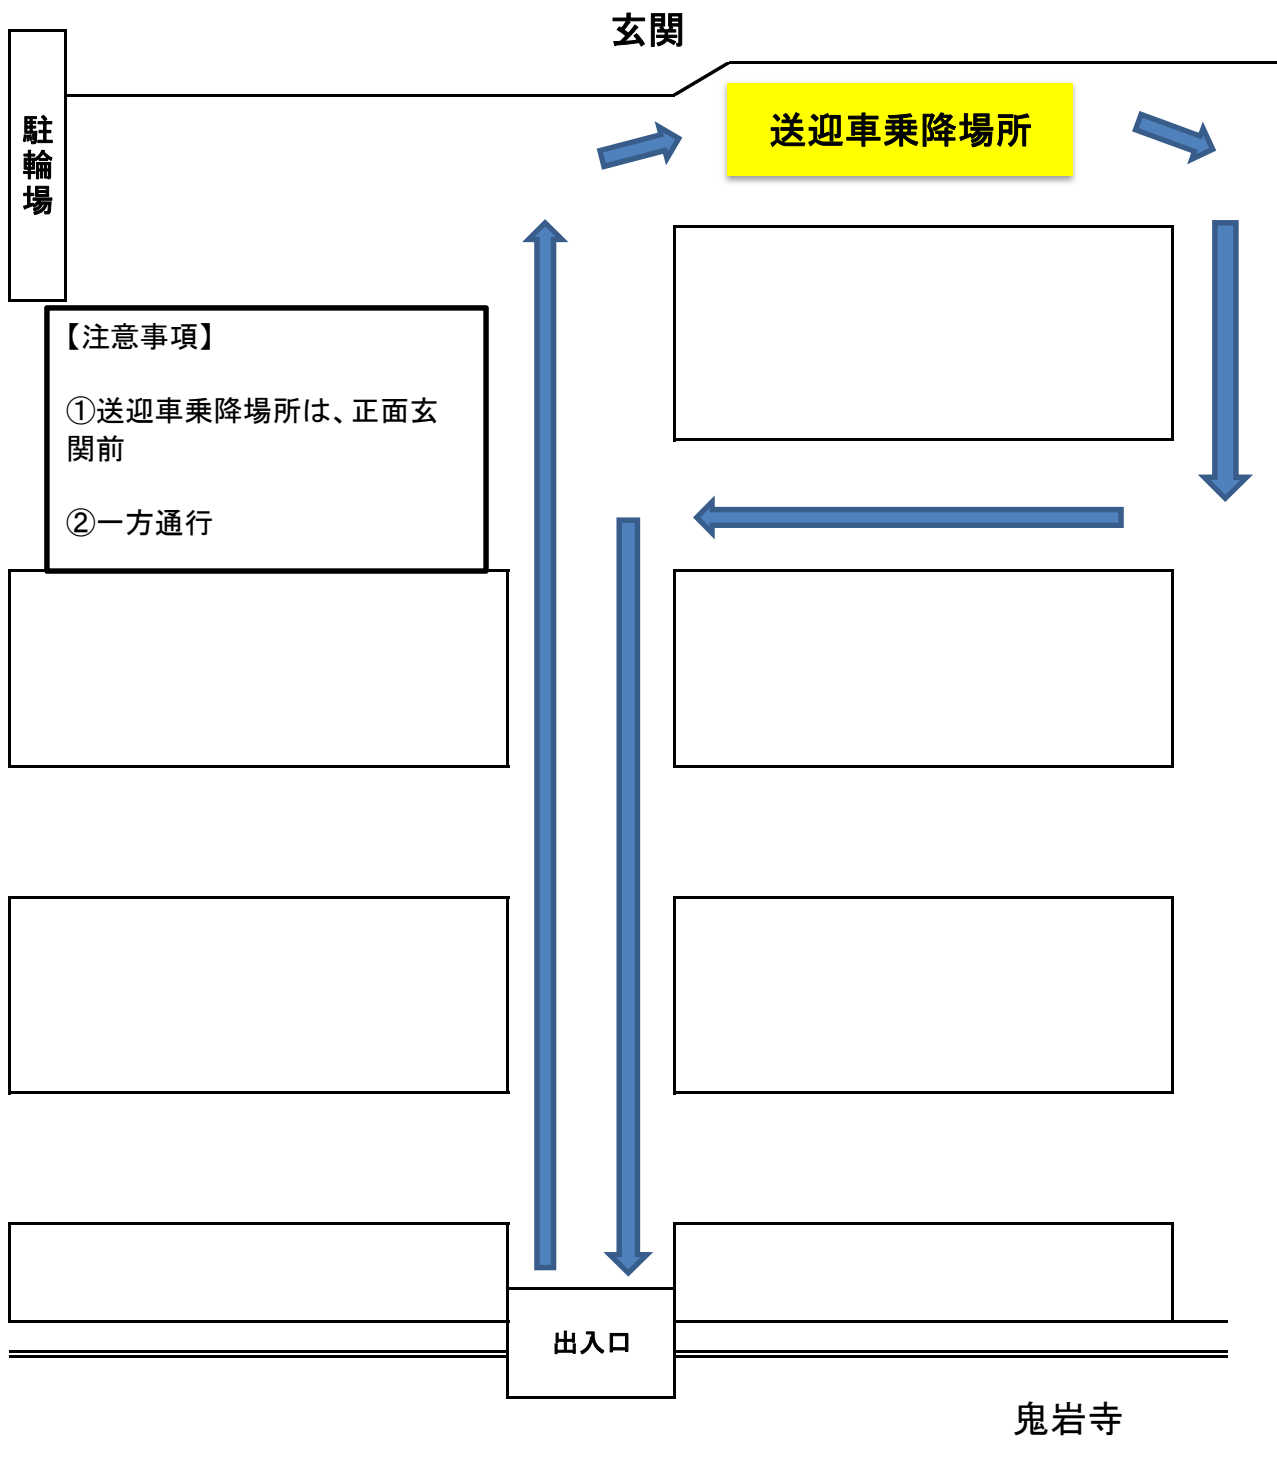 玄関
送迎車乗降場所
駐輪場
【注意事項】
①送迎車乗降場所は、正面玄
関前
②一方通行
出入口
鬼岩寺